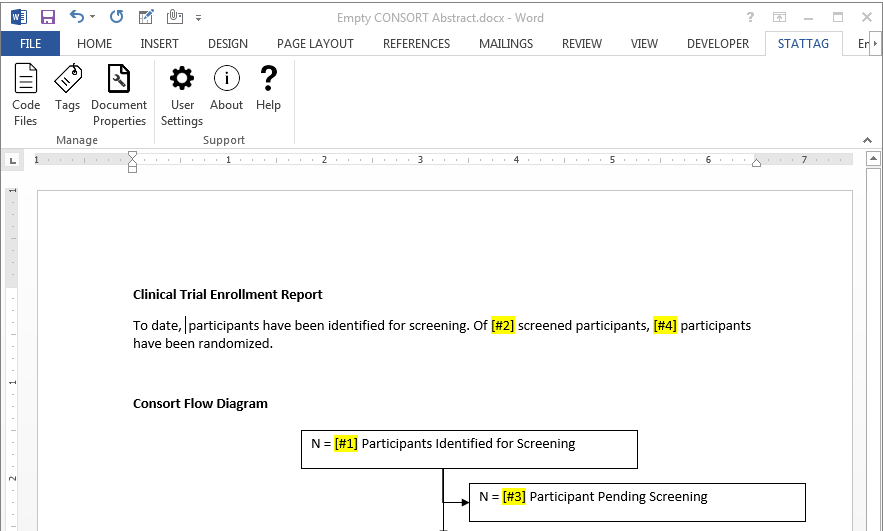 Empty CONSORT Abstract.docx - Word
FILE HOME INSERT DESIGN PAGE LAYOUT REFERENCES MAILINGS REVIEW VIEW DEVELOPER STATTAG
Code Files
Tags
Document Properties
User Settings
About
Help
Manage
Support
1 1 2 3 4 5 6 7
1
1
2
Clinical Trial Enrollment Report
To date, participants have been identified for screening. Of [#2] screened participants, [#4] participants
have been randomized.
Consort Flow Diagram
N = [#1] Participants Identified for Screening
N = [#3] Participant Pending Screening